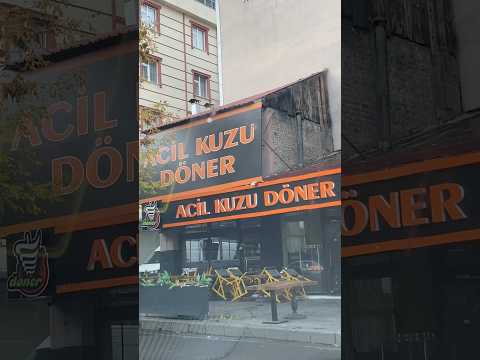 ACİL KUZU
DÖNER
ACİL KUZU DÖNER
döner